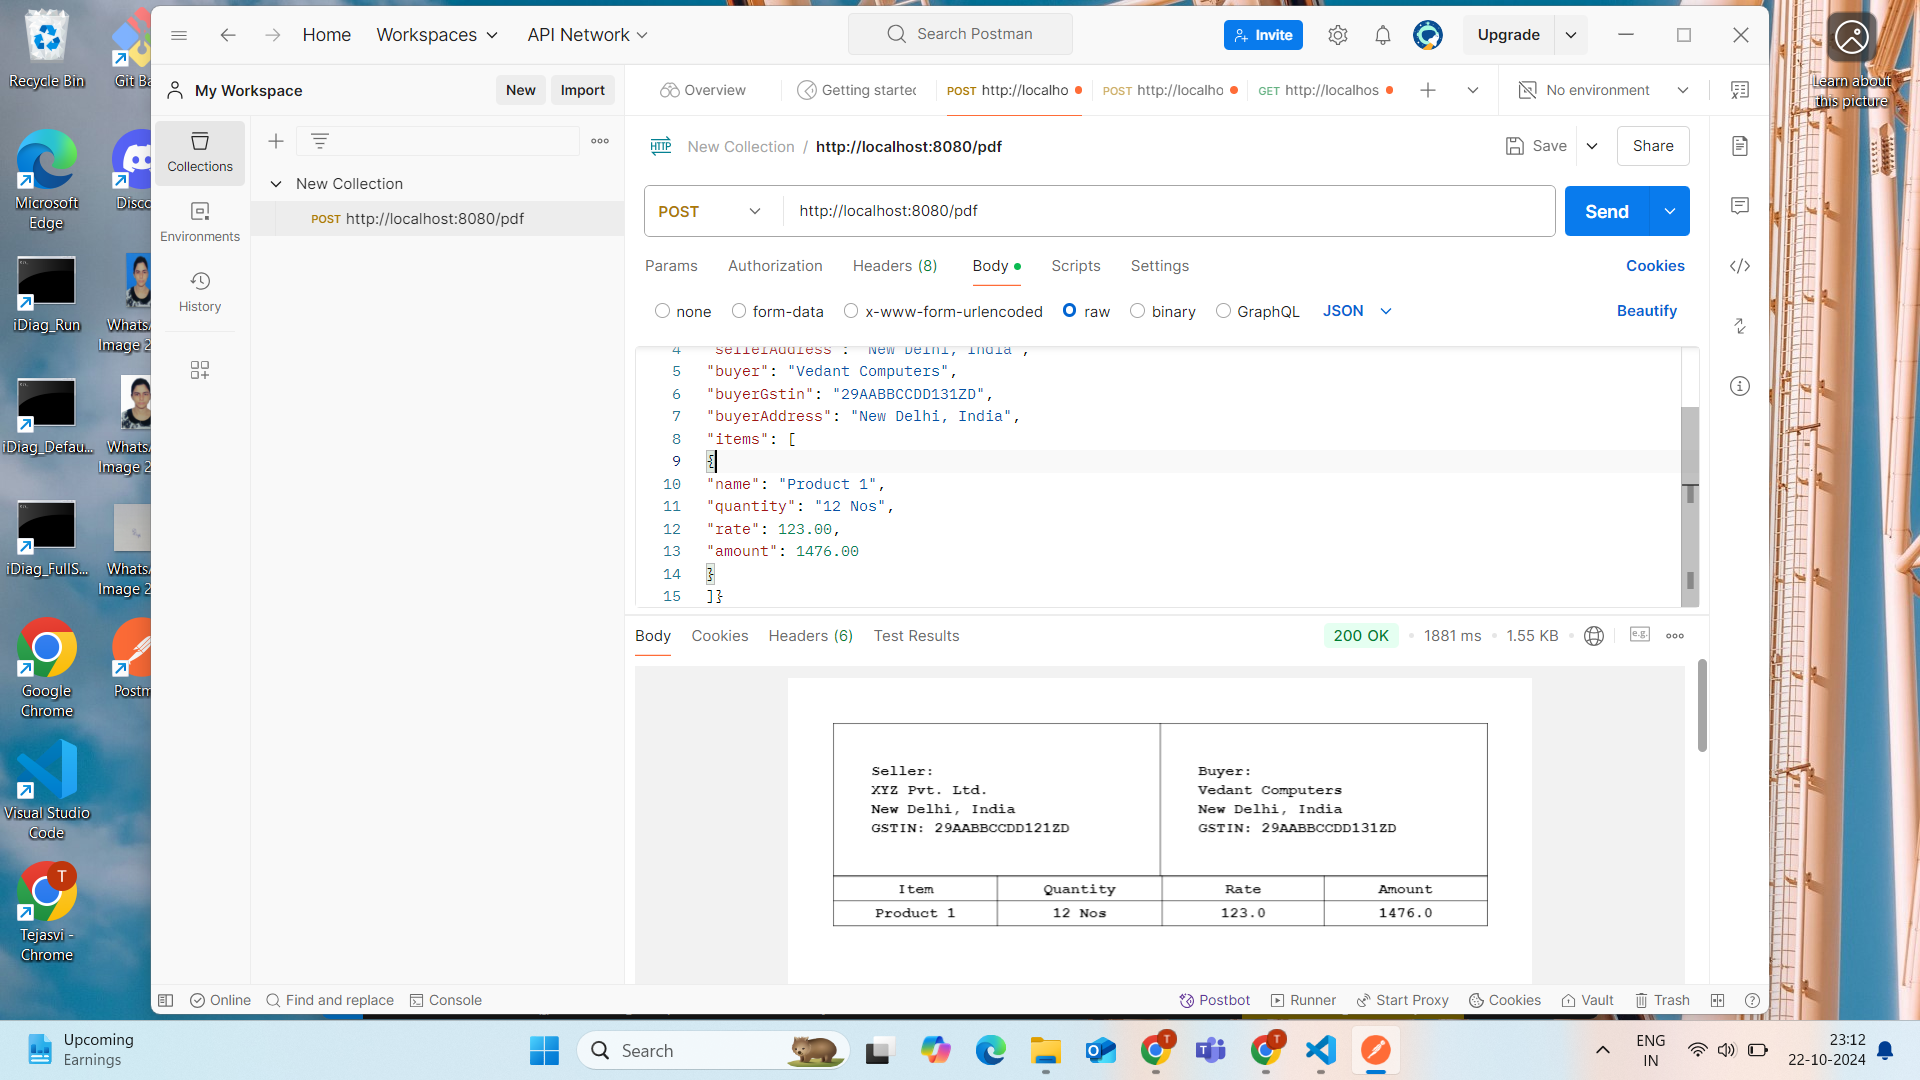 Recycle Bin
Git Ba
Microsoft
Edge
Disco
iDiag_Run
Whats
Image 2
iDiag_Defau...
Whats
Image 2
iDiag_FullS...
Whats
Image 2
Google
Chrome
Postm
Visual Studio
Code
T
Tejasvi -
Chrome
Home
Workspaces
API Network
Search Postman
Invite
Upgrade
Learn about
this picture
My Workspace
New
Import
Overview
Getting started
POST http://localho
POST http://localho
GET http://localhos
No environment
Collections
Environments
History
New Collection
POST http://localhost:8080/pdf
HTTP New Collection / http://localhost:8080/pdf
Save
Share
POST
http://localhost:8080/pdf
Send
Params
Authorization
Headers (8)
Body
Scripts
Settings
Cookies
none
form-data
x-www-form-urlencoded
raw
binary
GraphQL
JSON
Beautify
4 "sellerAddress": "New Delhi, India",
5 "buyer": "Vedant Computers",
6 "buyerGstin": "29AABBCCDD131ZD",
7 "buyerAddress": "New Delhi, India",
8 "items": [
9 {
10 "name": "Product 1",
11 "quantity": "12 Nos",
12 "rate": 123.00,
13 "amount": 1476.00
14 }
15 ]}
Body
Cookies
Headers (6)
Test Results
200 OK
1881 ms
1.55 KB
e.g.
Seller:
XYZ Pvt. Ltd.
New Delhi, India
GSTIN: 29AABBCCDD121ZD
Buyer:
Vedant Computers
New Delhi, India
GSTIN: 29AABBCCDD131ZD
Item Quantity Rate Amount
Product 1 12 Nos 123.0 1476.0
Online
Find and replace
Console
Postbot
Runner
Start Proxy
Cookies
Vault
Trash
Upcoming
Earnings
Search
T
T
ENG
IN
23:12
22-10-2024